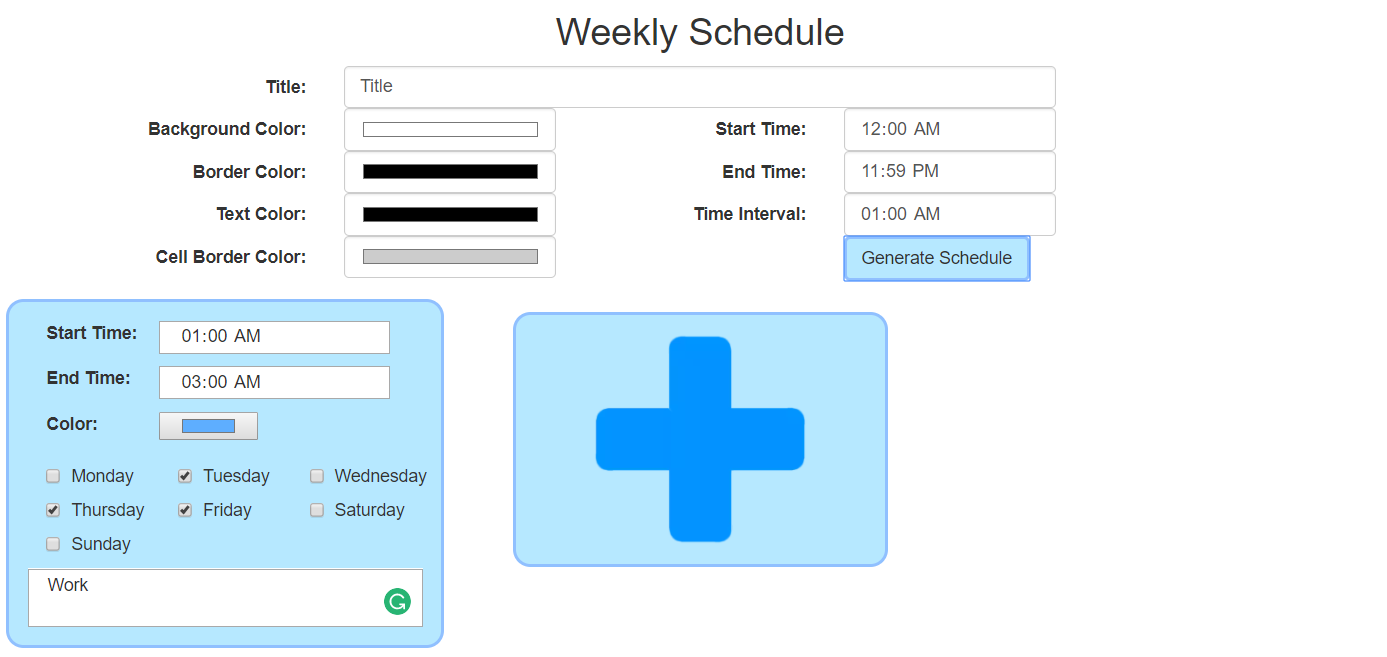 Weekly Schedule
Title: Title
Background Color: Start Time: 12:00 AM
Border Color: End Time: 11:59 PM
Text Color: Time Interval: 01:00 AM
Cell Border Color: Generate Schedule
Start Time: 01:00 AM
End Time: 03:00 AM
Color:
Monday Tuesday Wednesday
Thursday Friday Saturday
Sunday
Work